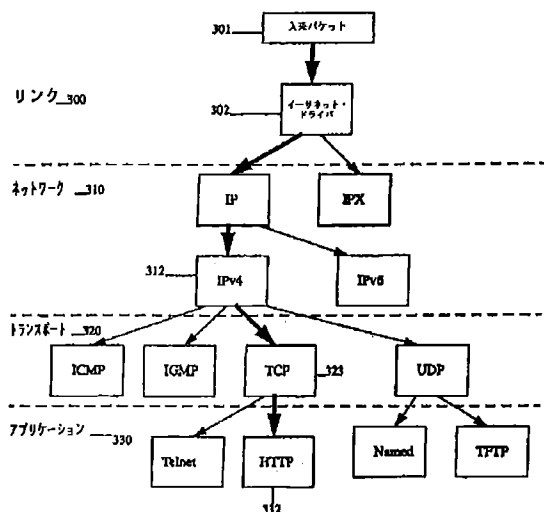 301 入来パケット
リンク 300
302 イーサネット・
ドライバ
ネットワーク 310
IP IPX
312 IPv4 IPv6
トランスポート 320
ICMP IGMP TCP 323 UDP
アプリケーション 330
Telnet HTTP Named TFTP
332